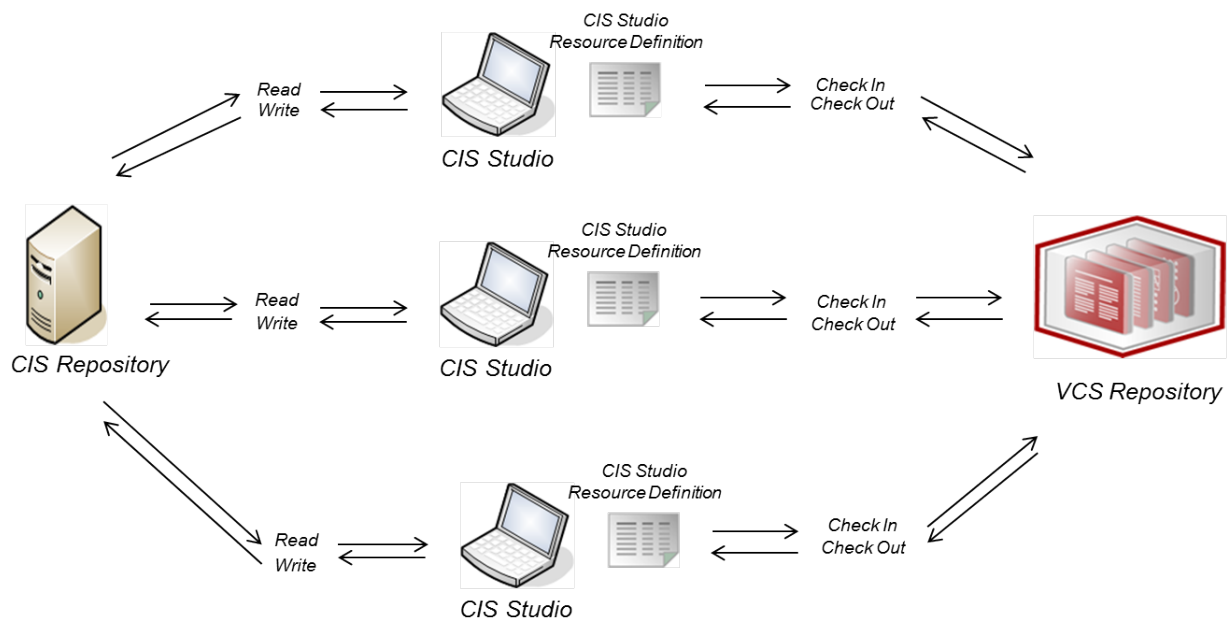 CIS Studio
Resource Definition
Read
Write
Check In
Check Out
CIS Studio
CIS Studio
Resource Definition
Read
Write
Check In
Check Out
CIS Repository
CIS Studio
VCS Repository
CIS Studio
Resource Definition
Read
Write
Check In
Check Out
CIS Studio